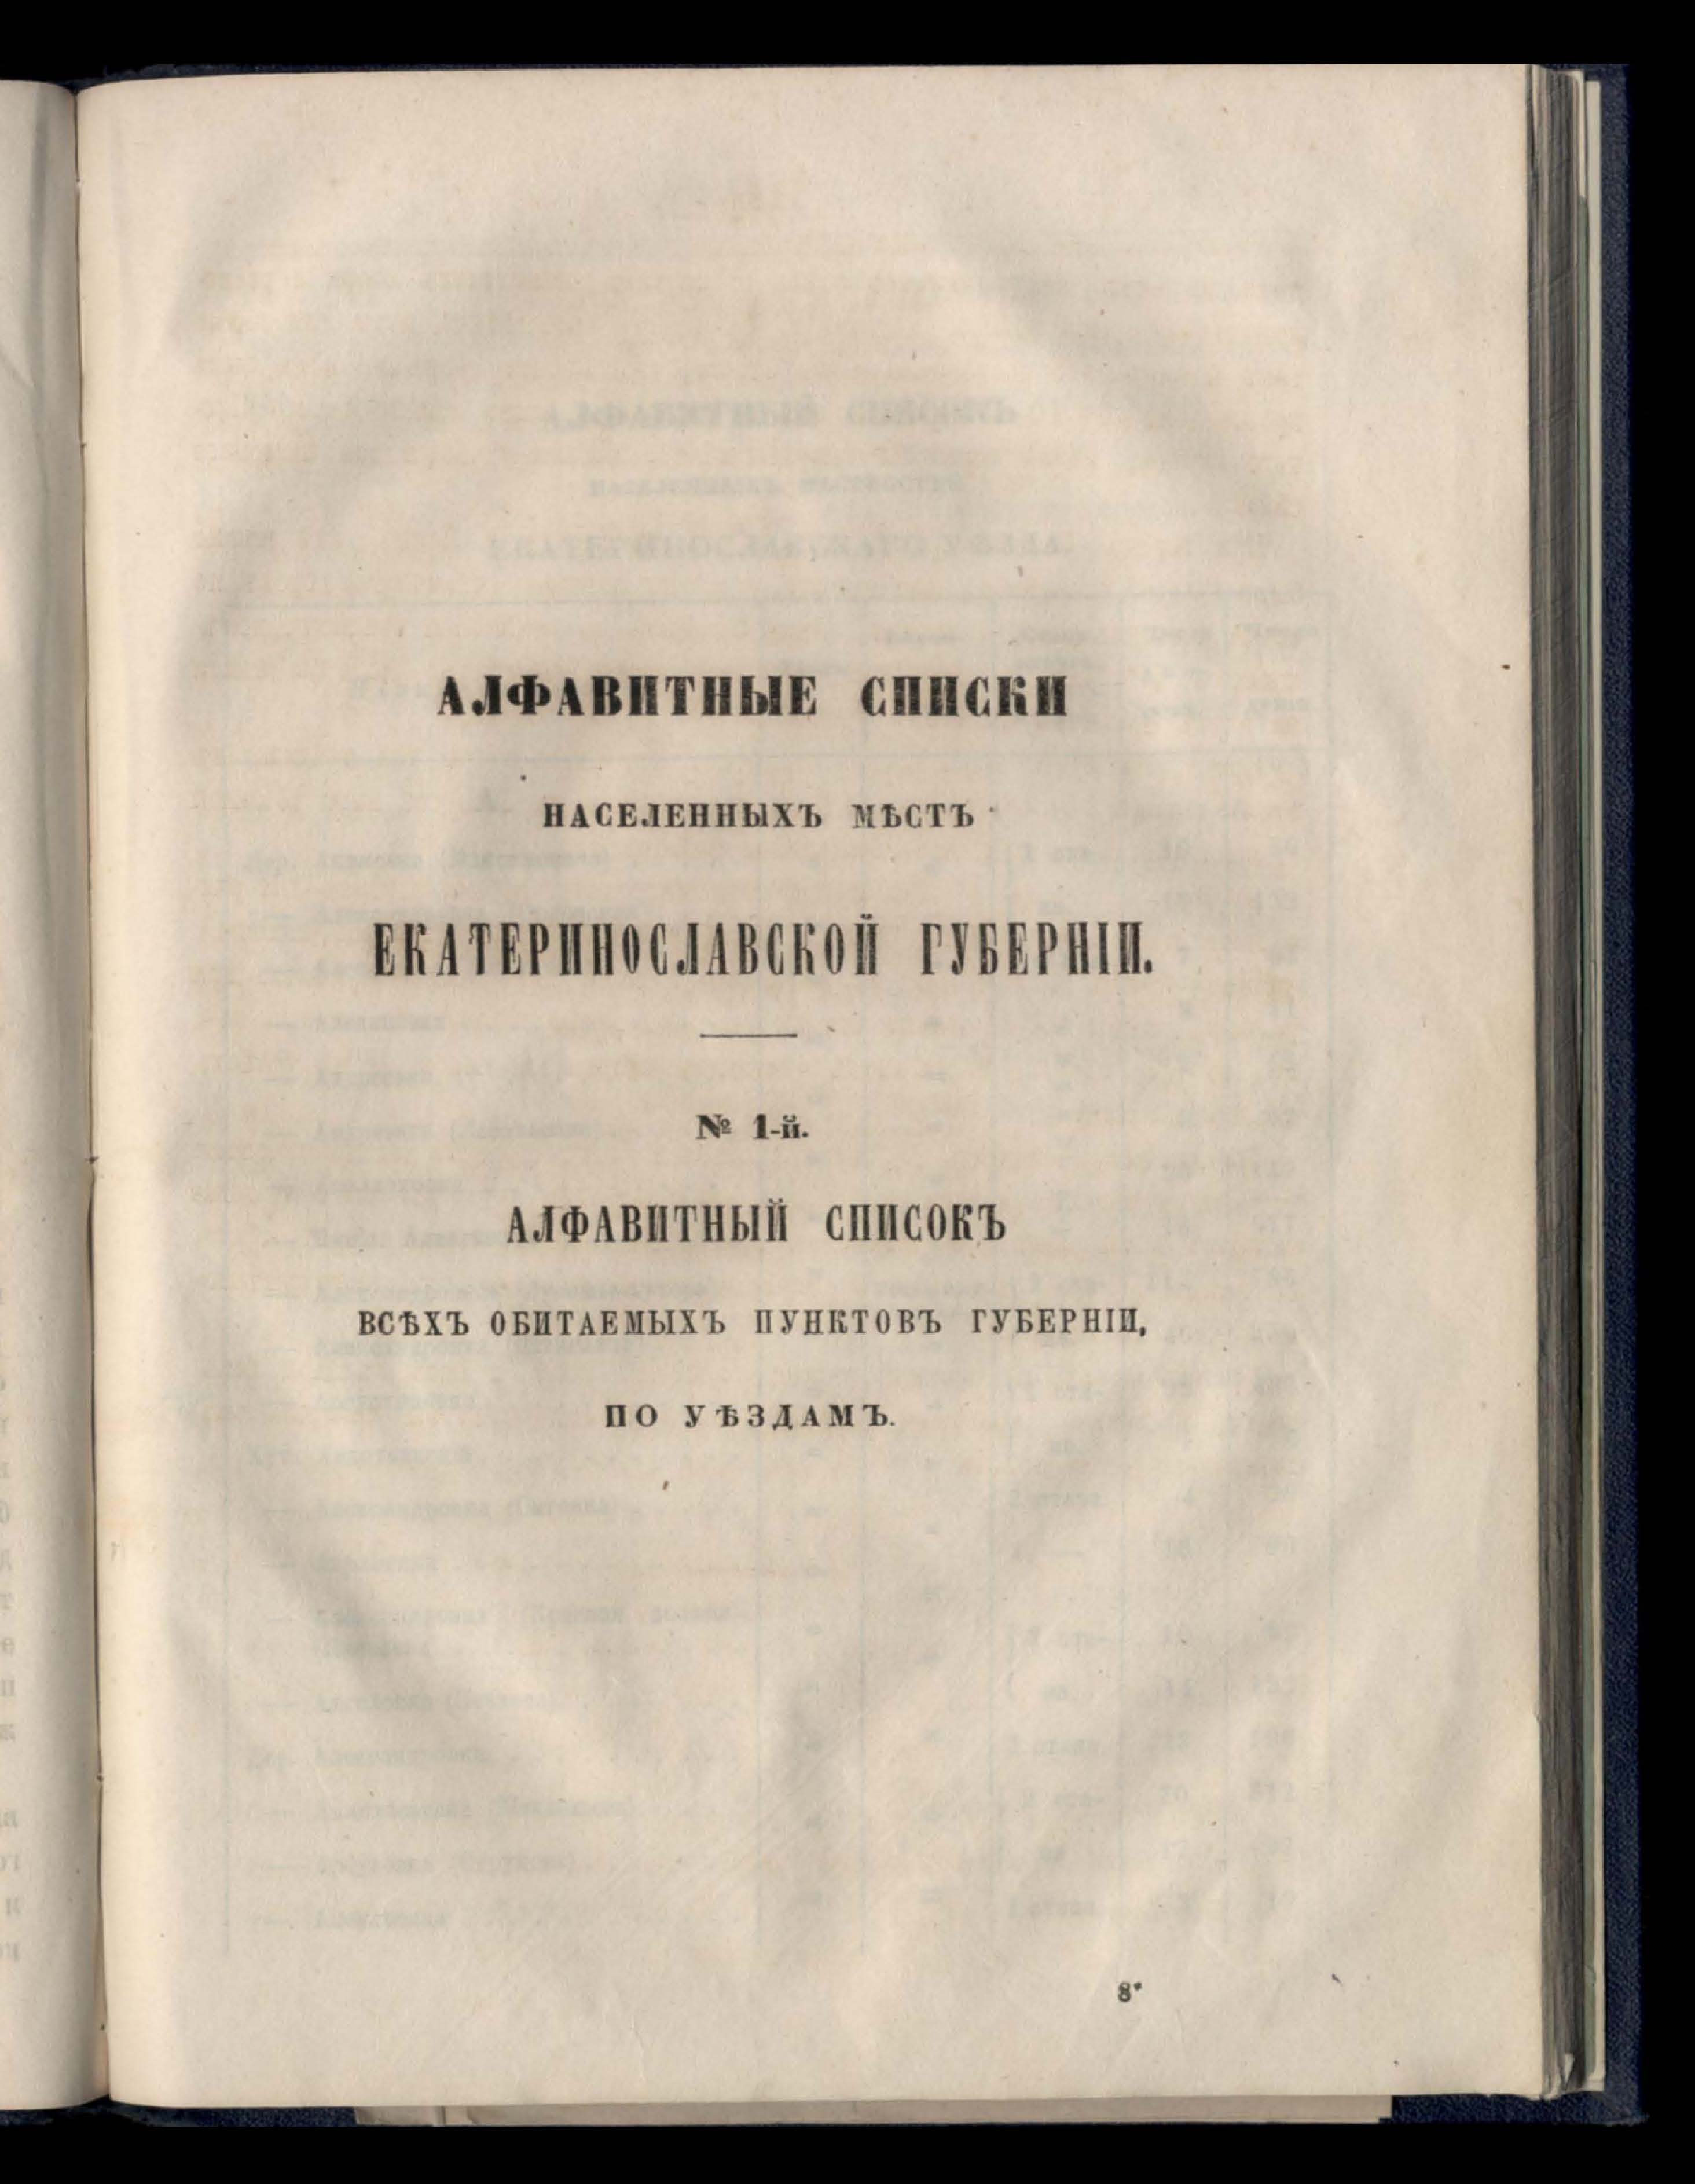 АЛФАВИТНЫЕ СПИСКИ
НАСЕЛЕННЫХЪ МѢСТЪ
ЕКАТЕРИНОСЛАВСКОЙ ГУБЕРНІИ.
№ 1-й.
АЛФАВИТНЫЙ СПИСОКЪ
ВСѢХЪ ОБИТАЕМЫХЪ ПУНКТОВЪ ГУБЕРНІИ,
ПО УѢЗДАМЪ.
8*